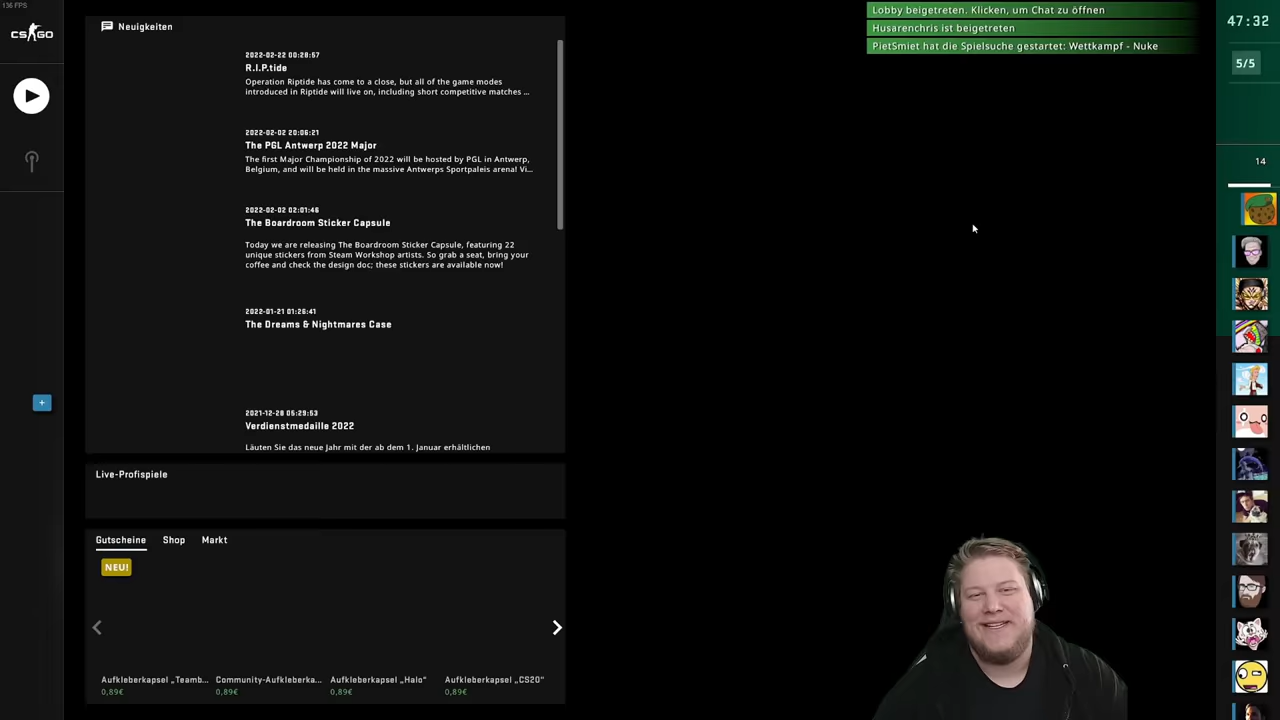 136 FPS
CS:GO
Neuigkeiten
2022-02-22 00:28:57
R.I.P.tide
Operation Riptide has come to a close, but all of the game modes
introduced in Riptide will live on, including short competitive matches ...
2022-02-02 20:06:21
The PGL Antwerp 2022 Major
The first Major Championship of 2022 will be hosted by PGL in Antwerp,
Belgium, and will be held in the massive Antwerps Sportpaleis arena! Vi...
2022-02-02 02:01:46
The Boardroom Sticker Capsule
Today we are releasing The Boardroom Sticker Capsule, featuring 22
unique stickers from Steam Workshop artists. So grab a seat, bring your
coffee and check the design doc; these stickers are available now!
2022-01-21 01:26:41
The Dreams & Nightmares Case
2021-12-28 05:29:53
Verdienstmedaille 2022
Läuten Sie das neue Jahr mit der ab dem 1. Januar erhältlichen
Live-Profispiele
Gutscheine Shop Markt
NEU!
Aufkleberkapsel „Teamb... Community-Aufkleberka... Aufkleberkapsel „Halo“ Aufkleberkapsel „CS20“
0,89€ 0,89€ 0,89€ 0,89€
Lobby beigetreten. Klicken, um Chat zu öffnen
Husarenchris ist beigetreten
PietSmiet hat die Spielsuche gestartet: Wettkampf - Nuke
47:32
5/5
14